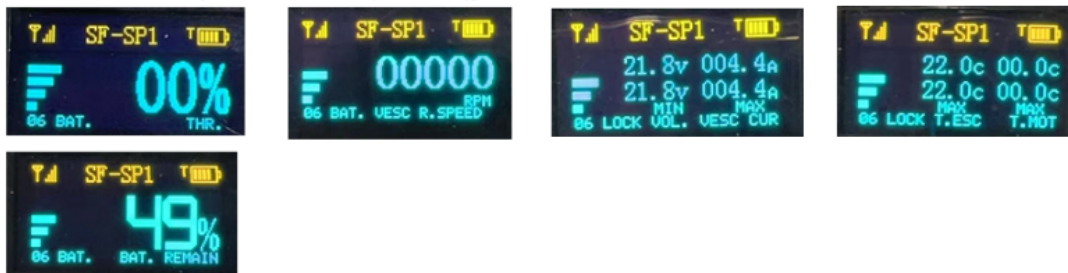 SF-SP1 T
00%
06 BAT. THR.
SF-SP1 T
00000
RPM
06 BAT. VESC R.SPEED
SF-SP1 T
21.8v 004.4A
21.8v 004.4A
MIN MAX
06 LOCK VOL. VESC CUR
SF-SP1 T
22.0c 00.0c
22.0c 00.0c
MAX MAX
06 LOCK T.ESC T.MOT
SF-SP1 T
49%
06 BAT. BAT. REMAIN